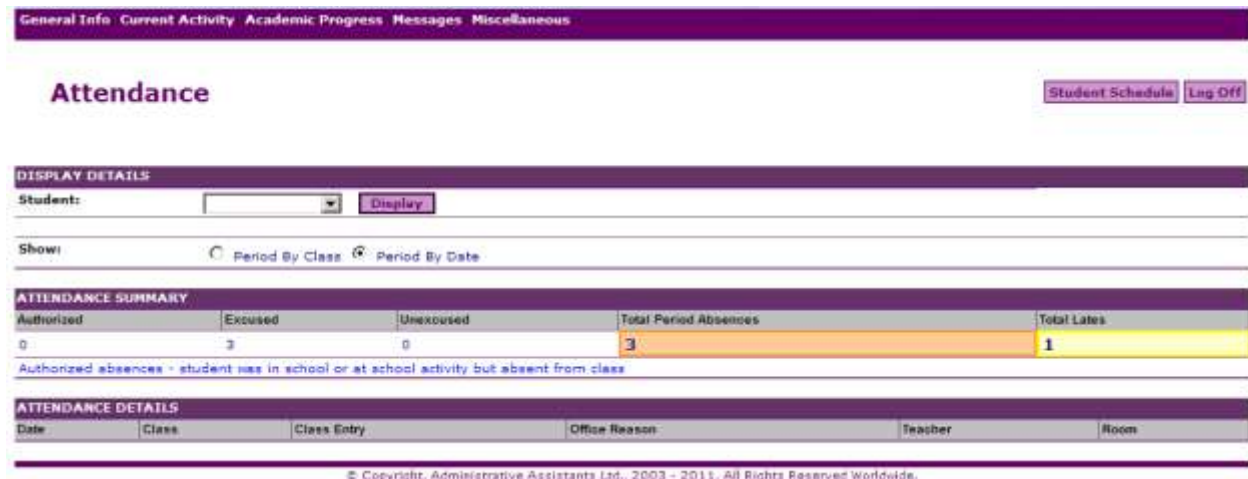 General Info Current Activity Academic Progress Messages Miscellaneous
Attendance
Student Schedule Log Off
DISPLAY DETAILS
Student: Display
Show: Period By Class Period By Date
ATTENDANCE SUMMARY
Authorized Excused Unexcused Total Period Absences Total Lates
0 3 0 3 1
Authorized absences - student was in school or at school activity but absent from class
ATTENDANCE DETAILS
Date Class Class Entry Office Reason Teacher Room
© Copyright, Administrative Assistants Ltd., 2003 - 2011. All Rights Reserved Worldwide.